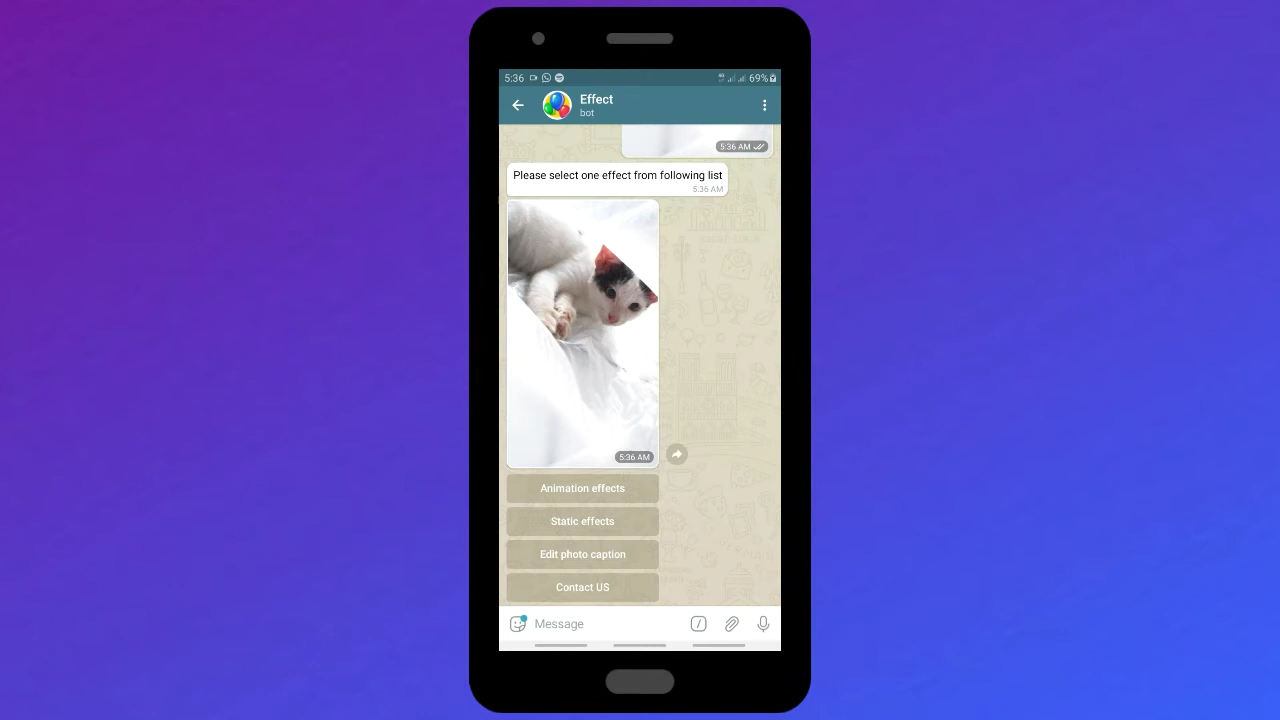 5:36
69%
Effect
bot
5:36 AM
Please select one effect from following list
5:36 AM
5:36 AM
Animation effects
Static effects
Edit photo caption
Contact US
Message